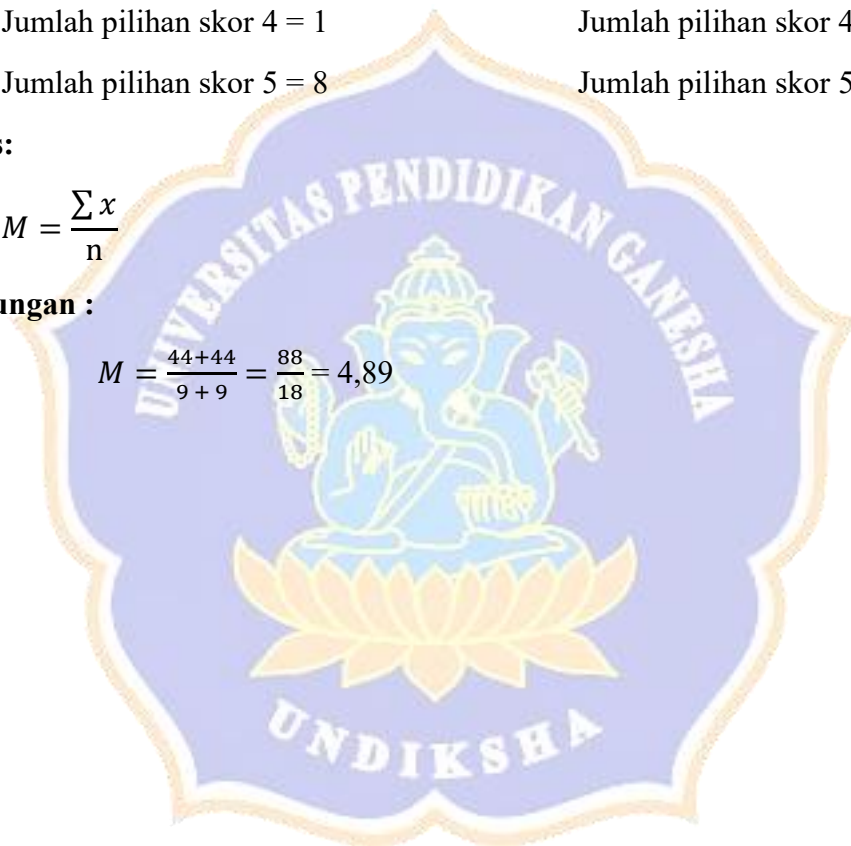 Jumlah pilihan skor 4 = 1 Jumlah pilihan skor 4
Jumlah pilihan skor 5 = 8 Jumlah pilihan skor 5
s:
M = ∑ x / n
ungan :
M = 44+44 / 9 + 9 = 88 / 18 = 4,89
UNIVERSITAS PENDIDIKAN GANESHA
UNDIKSHA